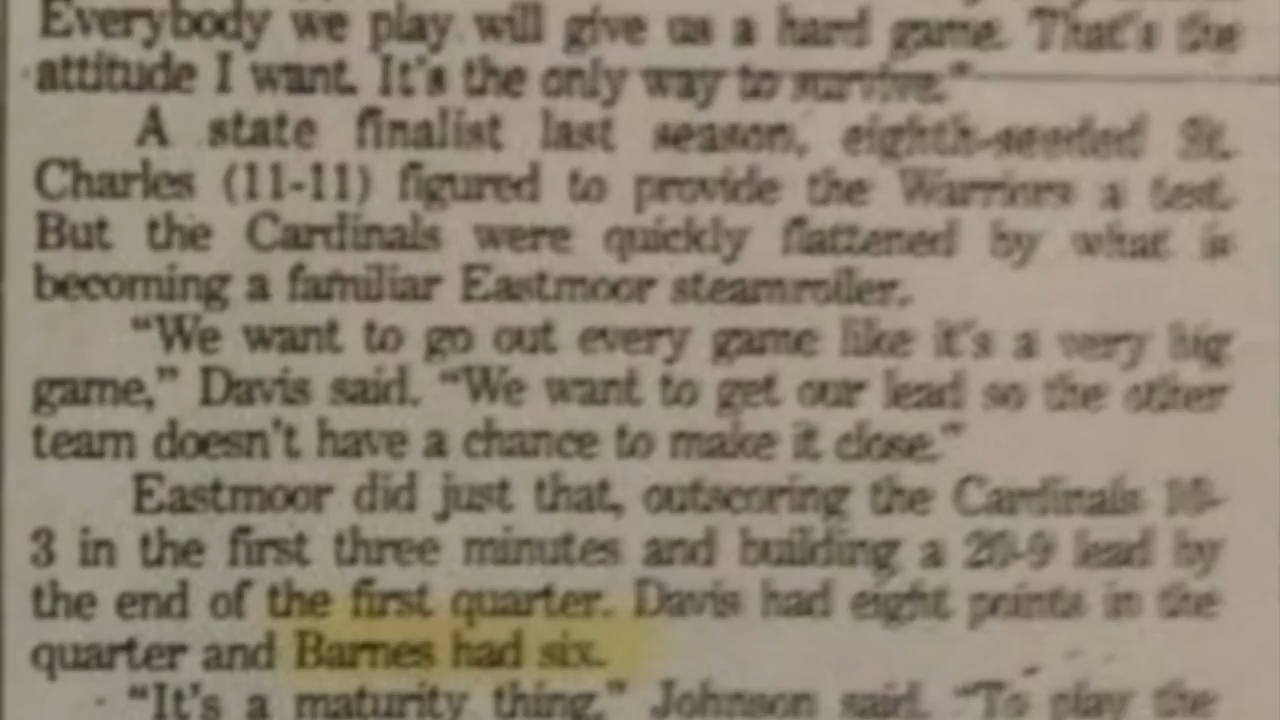 Everybody we play will give us a hard game. That's the
attitude I want. It's the only way to survive."
A state finalist last season, eighth-seeded St.
Charles (11-11) figured to provide the Warriors a test.
But the Cardinals were quickly flattened by what is
becoming a familiar Eastmoor steamroller.
"We want to go out every game like it's a very big
game," Davis said. "We want to get our lead so the other
team doesn't have a chance to make it close."
Eastmoor did just that, outscoring the Cardinals 10-
3 in the first three minutes and building a 20-9 lead by
the end of the first quarter. Davis had eight points in the
quarter and Barnes had six.
"It's a maturity thing," Johnson said. "To play the